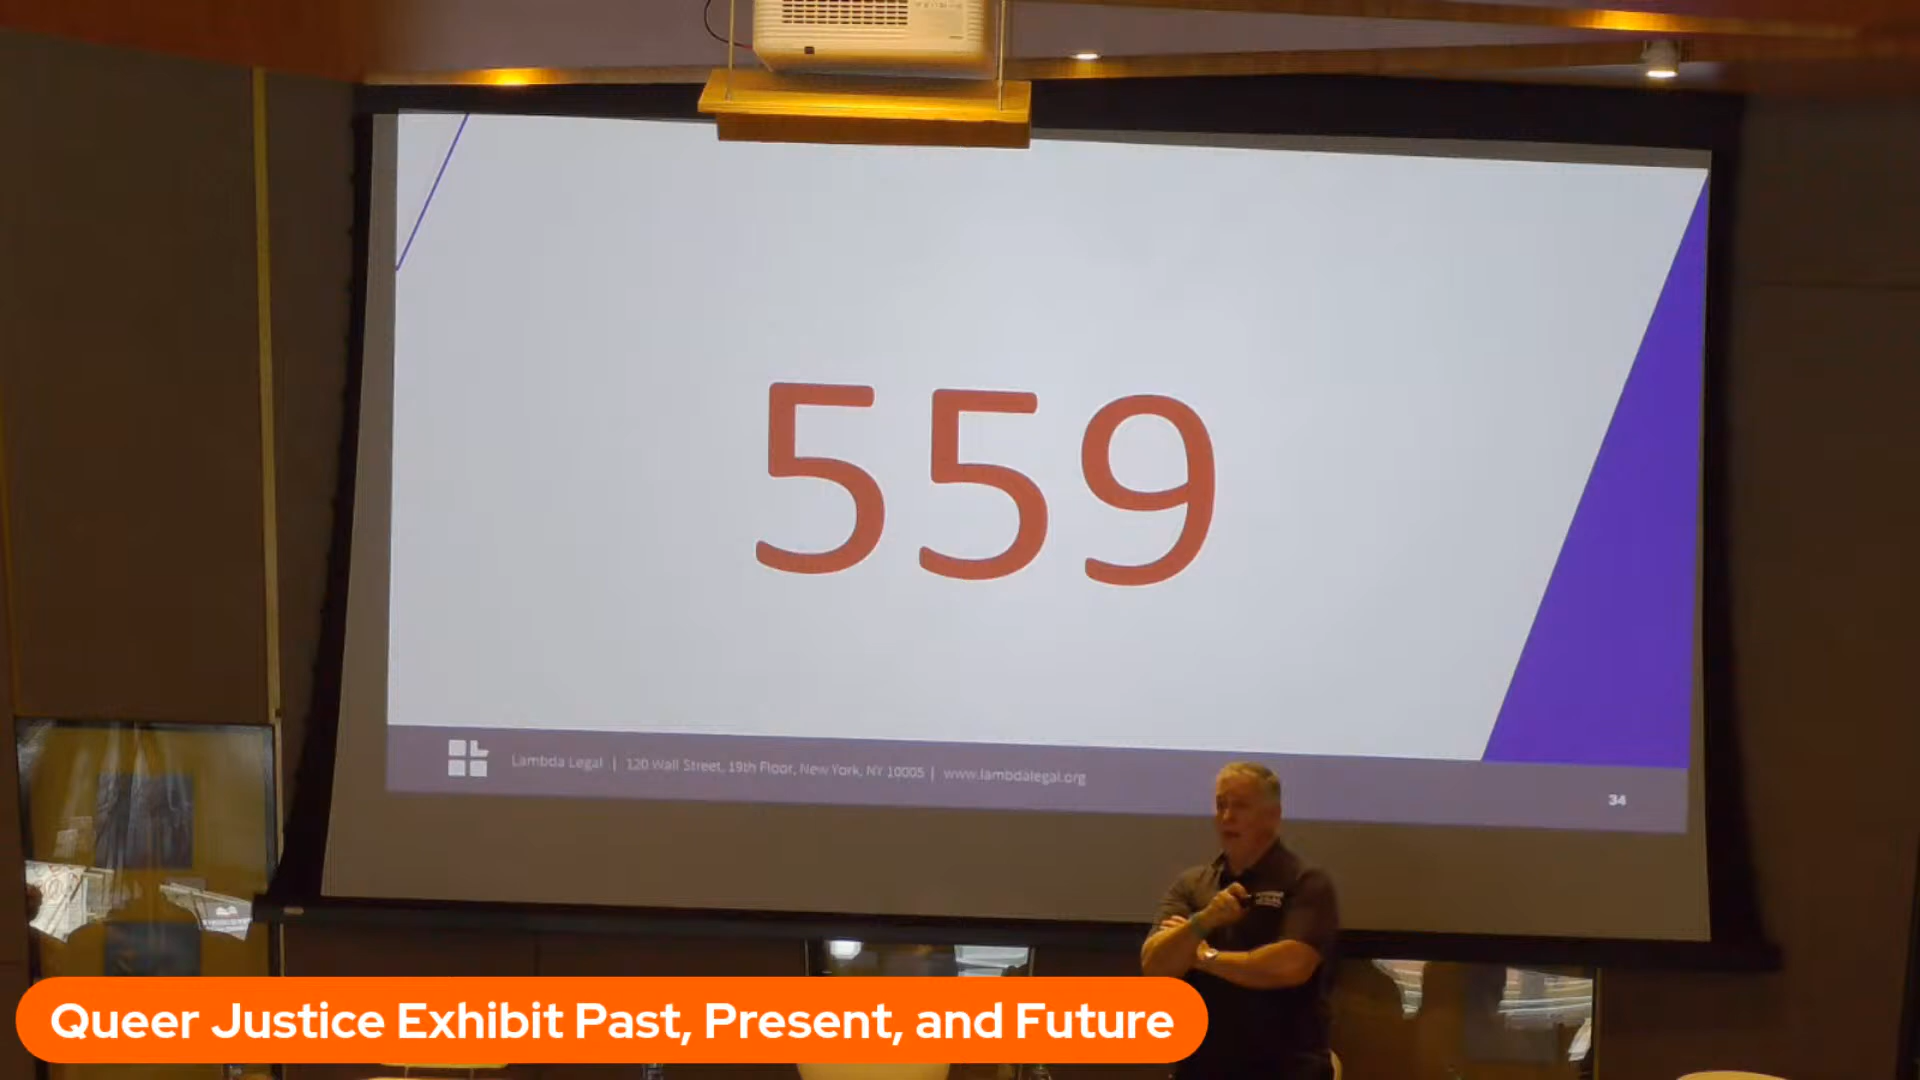 559
Lambda Legal | 120 Wall Street, 19th Floor, New York, NY 10005 | www.lambdalegal.org
34
Queer Justice Exhibit Past, Present, and Future